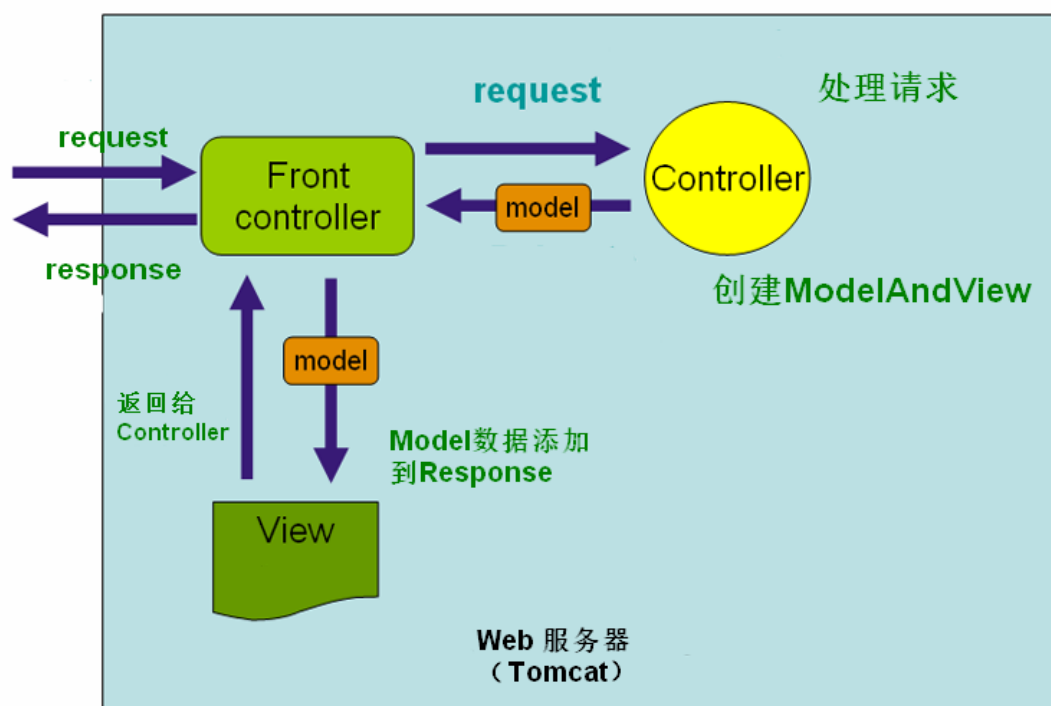 request
处理请求
request
Front
controller
Controller
model
response
创建ModelAndView
model
返回给
Controller
Model数据添加
到Response
View
Web 服务器
（Tomcat）